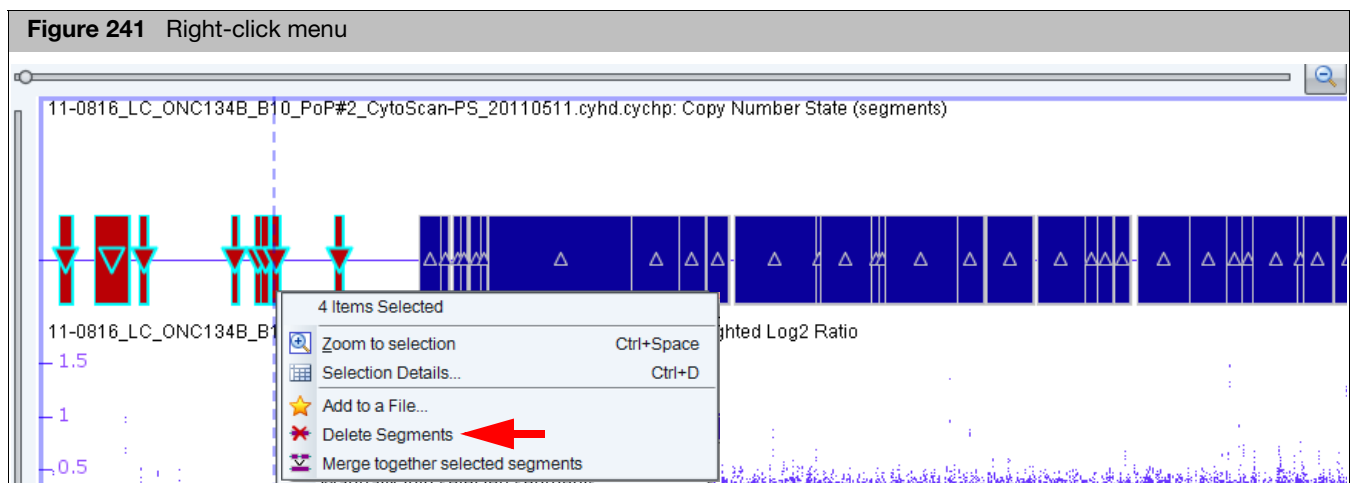 Figure 241 Right-click menu
11-0816_LC_ONC134B_B10_PoP#2_CytoScan-PS_20110511.cyhd.cychp: Copy Number State (segments)
4 Items Selected
11-0816_LC_ONC134B_B
ghted Log2 Ratio
Zoom to selection Ctrl+Space
1.5
Selection Details... Ctrl+D
Add to a File...
1
Delete Segments
Merge together selected segments
0.5